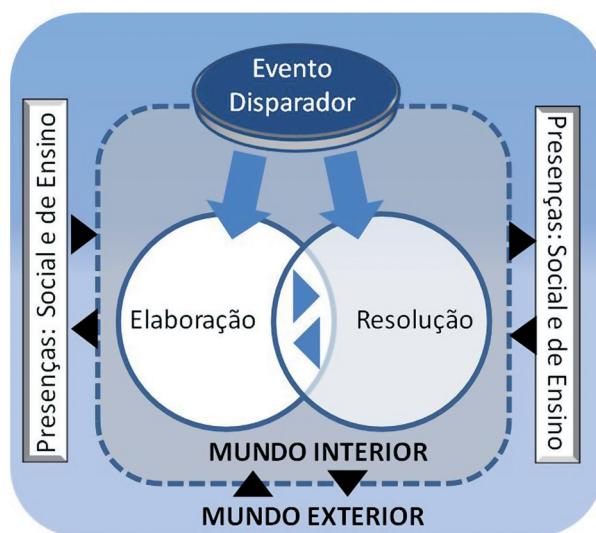 Evento
Disparador
Presenças: Social e de Ensino
Elaboração
Resolução
Presenças: Social e de Ensino
MUNDO INTERIOR
MUNDO EXTERIOR